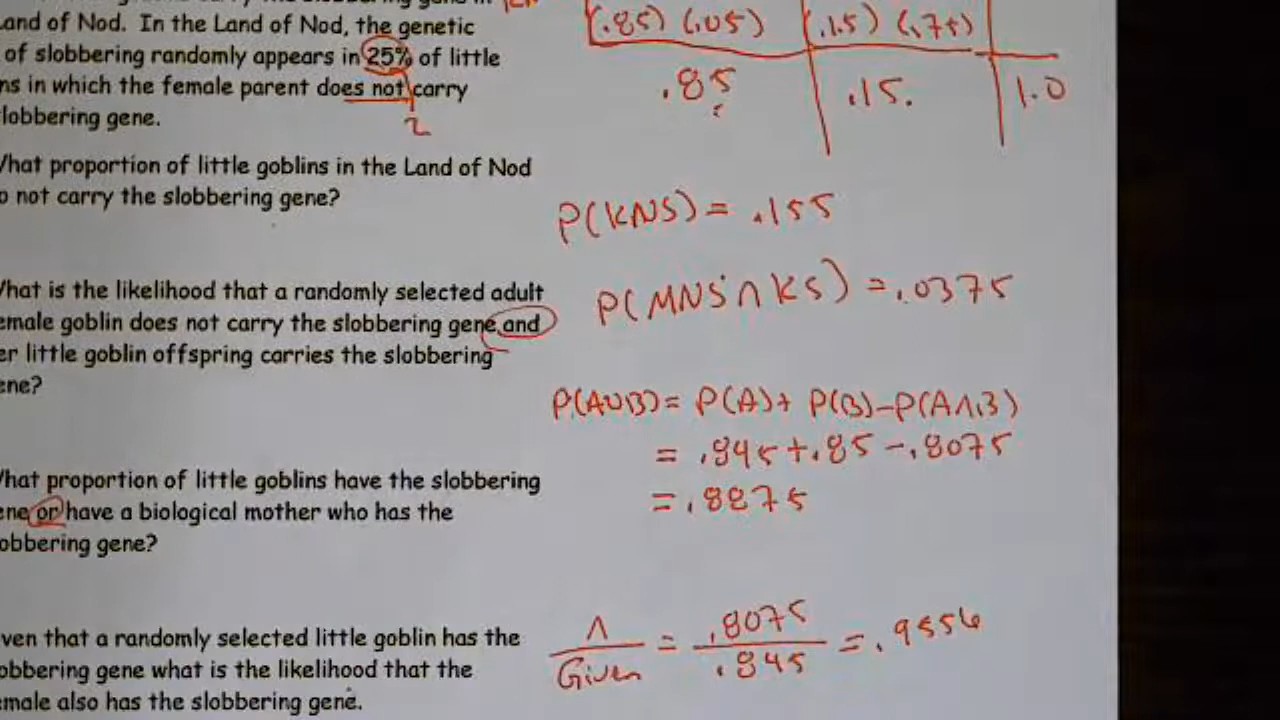 Land of Nod. In the Land of Nod, the genetic
of slobbering randomly appears in 25% of little
ns in which the female parent does not carry
lobbering gene.
2
(.85) (.05) (.15) (.75)
.85 .15. 1.0
What proportion of little goblins in the Land of Nod
o not carry the slobbering gene?
P(KNS) = .155
What is the likelihood that a randomly selected adult
emale goblin does not carry the slobbering gene and
er little goblin offspring carries the slobbering
ene?
P(MNS ∩ KS) = .0375
What proportion of little goblins have the slobbering
ene or have a biological mother who has the
obbering gene?
P(A∪B) = P(A) + P(B) - P(A∩B)
= .845 + .85 - .8075
= .8875
ven that a randomly selected little goblin has the
obbering gene what is the likelihood that the
emale also has the slobbering gene.
∩ / Given = .8075 / .845 = .9556